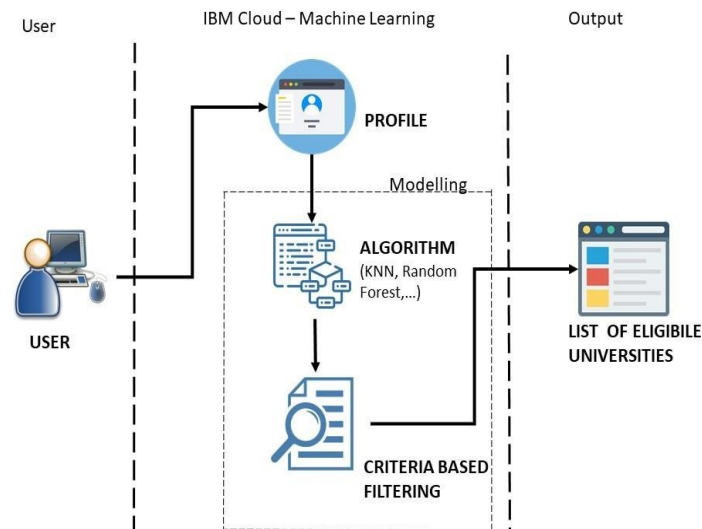 User
IBM Cloud – Machine Learning
Output
PROFILE
Modelling
ALGORITHM
(KNN, Random
Forest,...)
USER
LIST OF ELIGIBILE
UNIVERSITIES
CRITERIA BASED
FILTERING